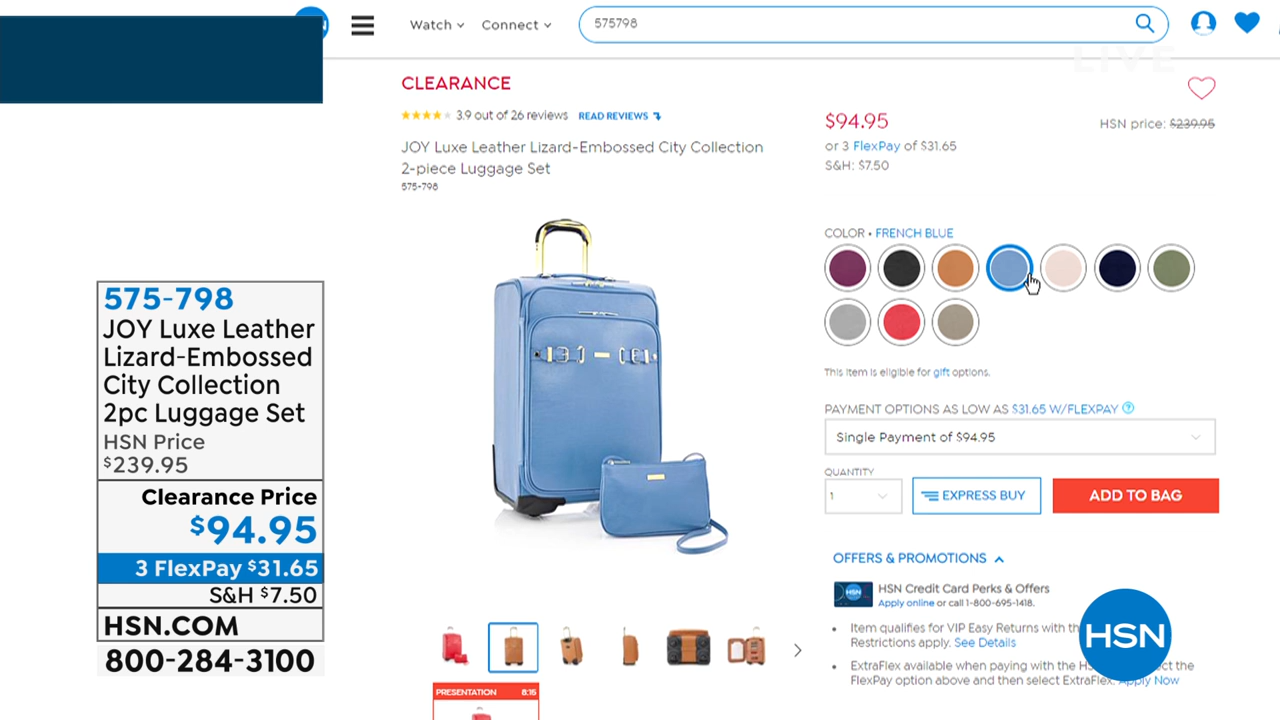 HSN
Watch
Connect
575798
LIVE
CLEARANCE
3.9 out of 26 reviews READ REVIEWS
JOY Luxe Leather Lizard-Embossed City Collection
2-piece Luggage Set
575-798
$94.95
HSN price: $239.95
or 3 FlexPay of $31.65
S&H: $7.50
COLOR • FRENCH BLUE
This item is eligible for gift options.
PAYMENT OPTIONS AS LOW AS $31.65 W/FLEXPAY ?
Single Payment of $94.95
QUANTITY
1
EXPRESS BUY
ADD TO BAG
OFFERS & PROMOTIONS
HSN
HSN Credit Card Perks & Offers
Apply online or call 1-800-695-1418.
• Item qualifies for VIP Easy Returns with th
Restrictions apply. See Details
• ExtraFlex available when paying with the HS ct the
FlexPay option above and then select ExtraFlex. Apply Now
HSN
PRESENTATION 8:15
575-798
JOY Luxe Leather
Lizard-Embossed
City Collection
2pc Luggage Set
HSN Price
$239.95
Clearance Price
$94.95
3 FlexPay $31.65
S&H $7.50
HSN.COM
800-284-3100